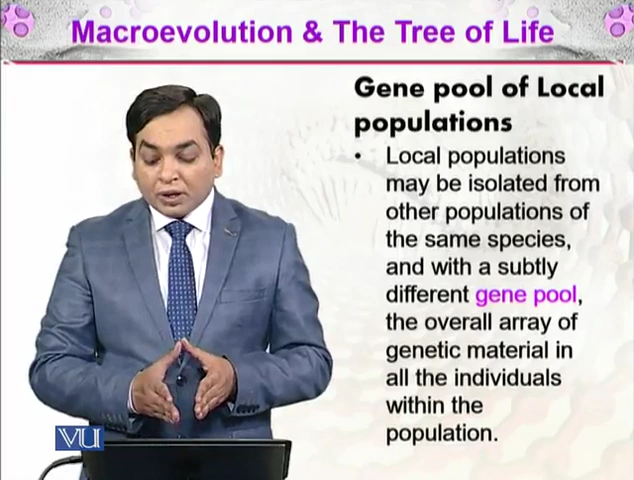 Macroevolution & The Tree of Life
Gene pool of Local
populations
• Local populations
may be isolated from
other populations of
the same species,
and with a subtly
different gene pool,
the overall array of
genetic material in
all the individuals
within the
population.
VU